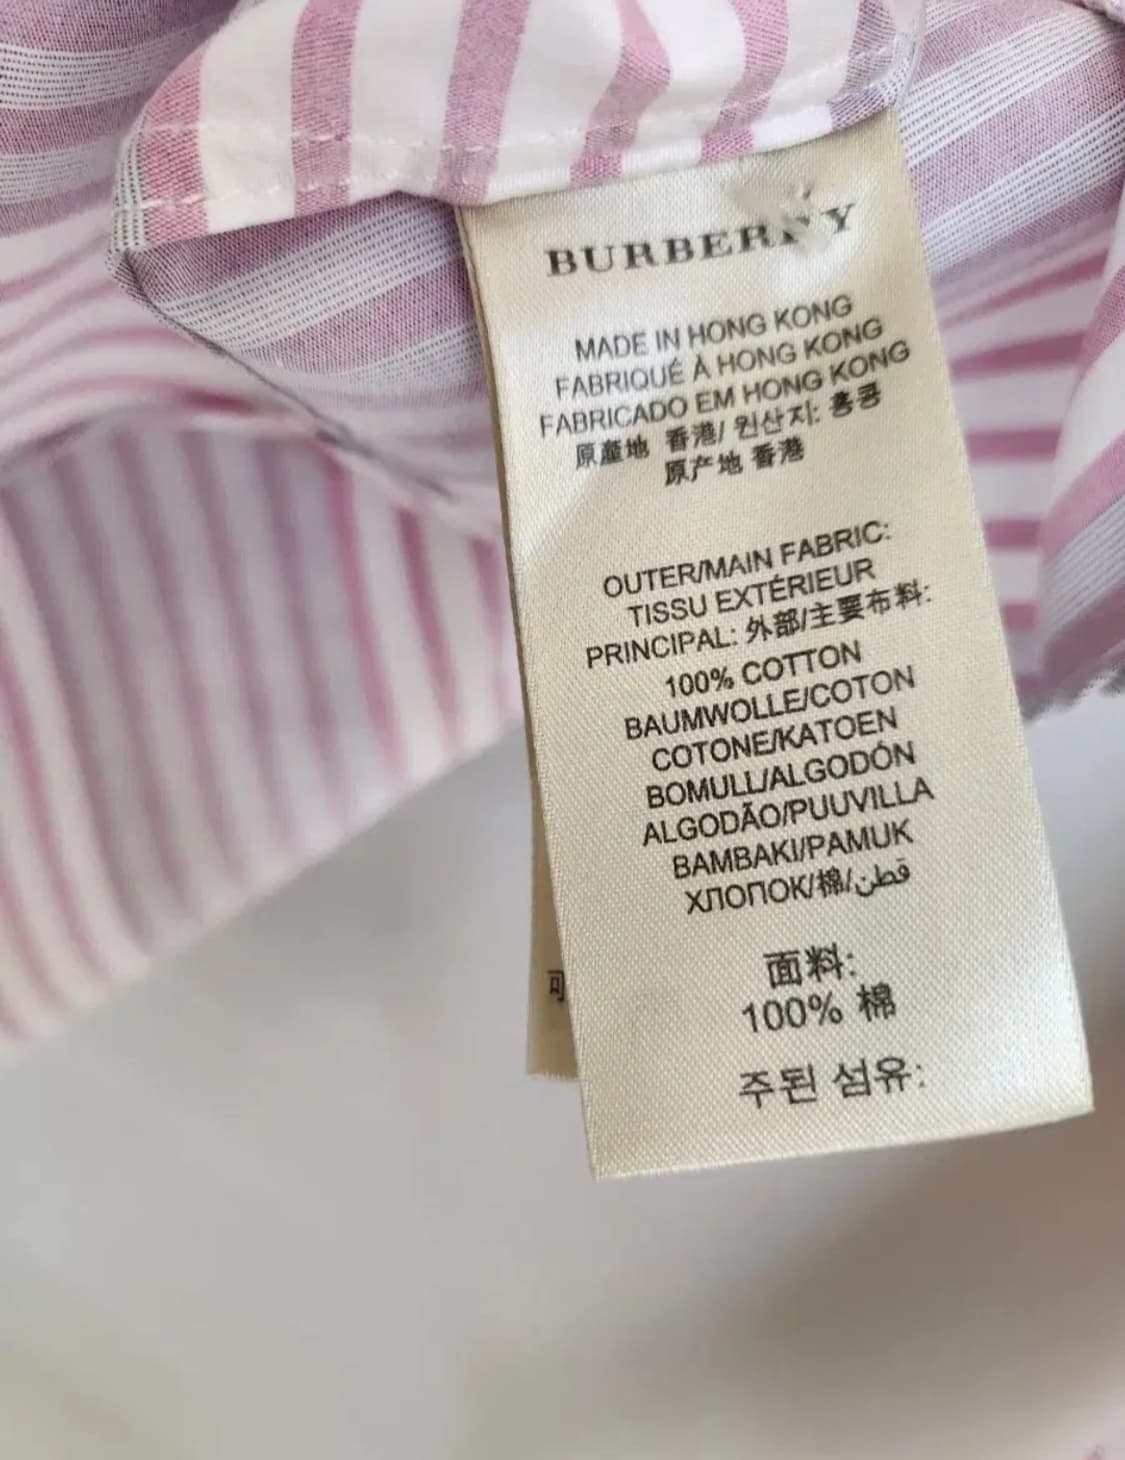 BURBERRY
MADE IN HONG KONG
FABRIQUÉ À HONG KONG
FABRICADO EM HONG KONG
原産地 香港/ 원산지: 홍콩
原产地 香港
OUTER/MAIN FABRIC:
TISSU EXTÉRIEUR
PRINCIPAL: 外部/主要布料:
100% COTTON
BAUMWOLLE/COTON
COTONE/KATOEN
BOMULL/ALGODÓN
ALGODÃO/PUUVILLA
BAMBAKI/PAMUK
ХЛОПОК/棉/قطن
面料:
100% 棉
주된 섬유:
可